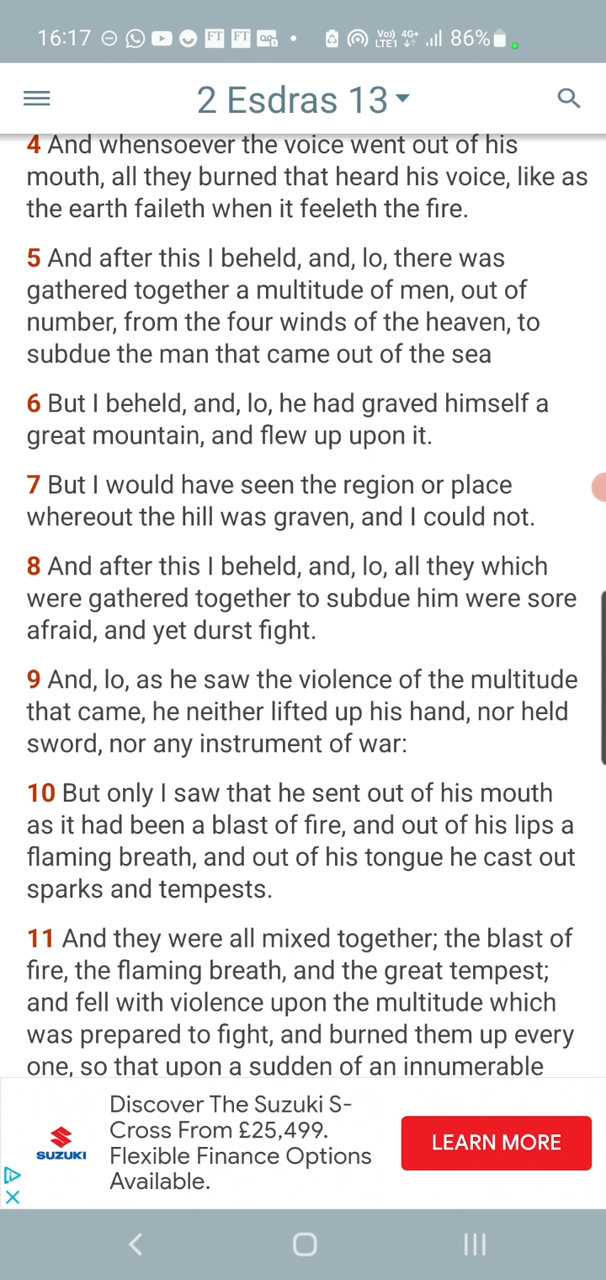 16:17 86%
Vo)) 4G+
LTE1
2 Esdras 13
4 And whensoever the voice went out of his
mouth, all they burned that heard his voice, like as
the earth faileth when it feeleth the fire.
5 And after this I beheld, and, lo, there was
gathered together a multitude of men, out of
number, from the four winds of the heaven, to
subdue the man that came out of the sea
6 But I beheld, and, lo, he had graved himself a
great mountain, and flew up upon it.
7 But I would have seen the region or place
whereout the hill was graven, and I could not.
8 And after this I beheld, and, lo, all they which
were gathered together to subdue him were sore
afraid, and yet durst fight.
9 And, lo, as he saw the violence of the multitude
that came, he neither lifted up his hand, nor held
sword, nor any instrument of war:
10 But only I saw that he sent out of his mouth
as it had been a blast of fire, and out of his lips a
flaming breath, and out of his tongue he cast out
sparks and tempests.
11 And they were all mixed together; the blast of
fire, the flaming breath, and the great tempest;
and fell with violence upon the multitude which
was prepared to fight, and burned them up every
one, so that upon a sudden of an innumerable
SUZUKI
Discover The Suzuki S-
Cross From £25,499.
Flexible Finance Options
Available.
LEARN MORE